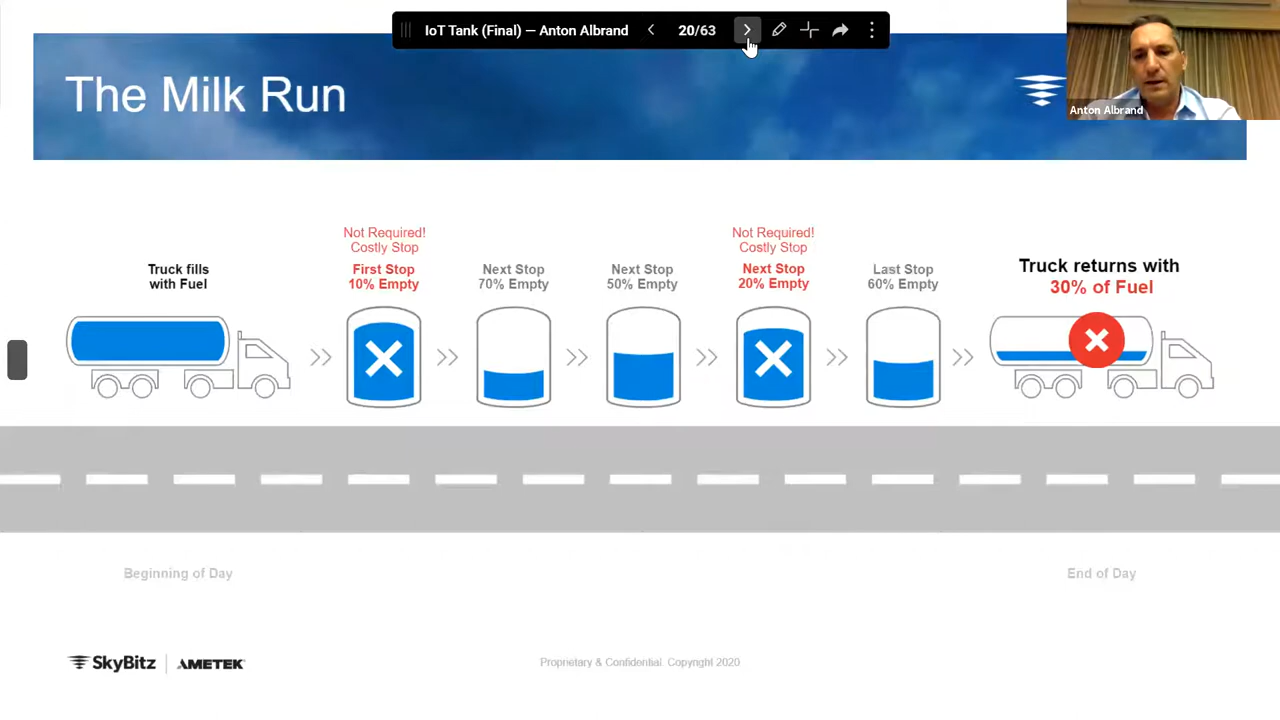 IoT Tank (Final) — Anton Albrand
20/63
The Milk Run
Anton Albrand
Truck fills
with Fuel
Not Required!
Costly Stop
First Stop
10% Empty
Next Stop
70% Empty
Next Stop
50% Empty
Not Required!
Costly Stop
Next Stop
20% Empty
Last Stop
60% Empty
Truck returns with
30% of Fuel
Beginning of Day
End of Day
SkyBitz
AMETEK
Proprietary & Confidential. Copyright 2020